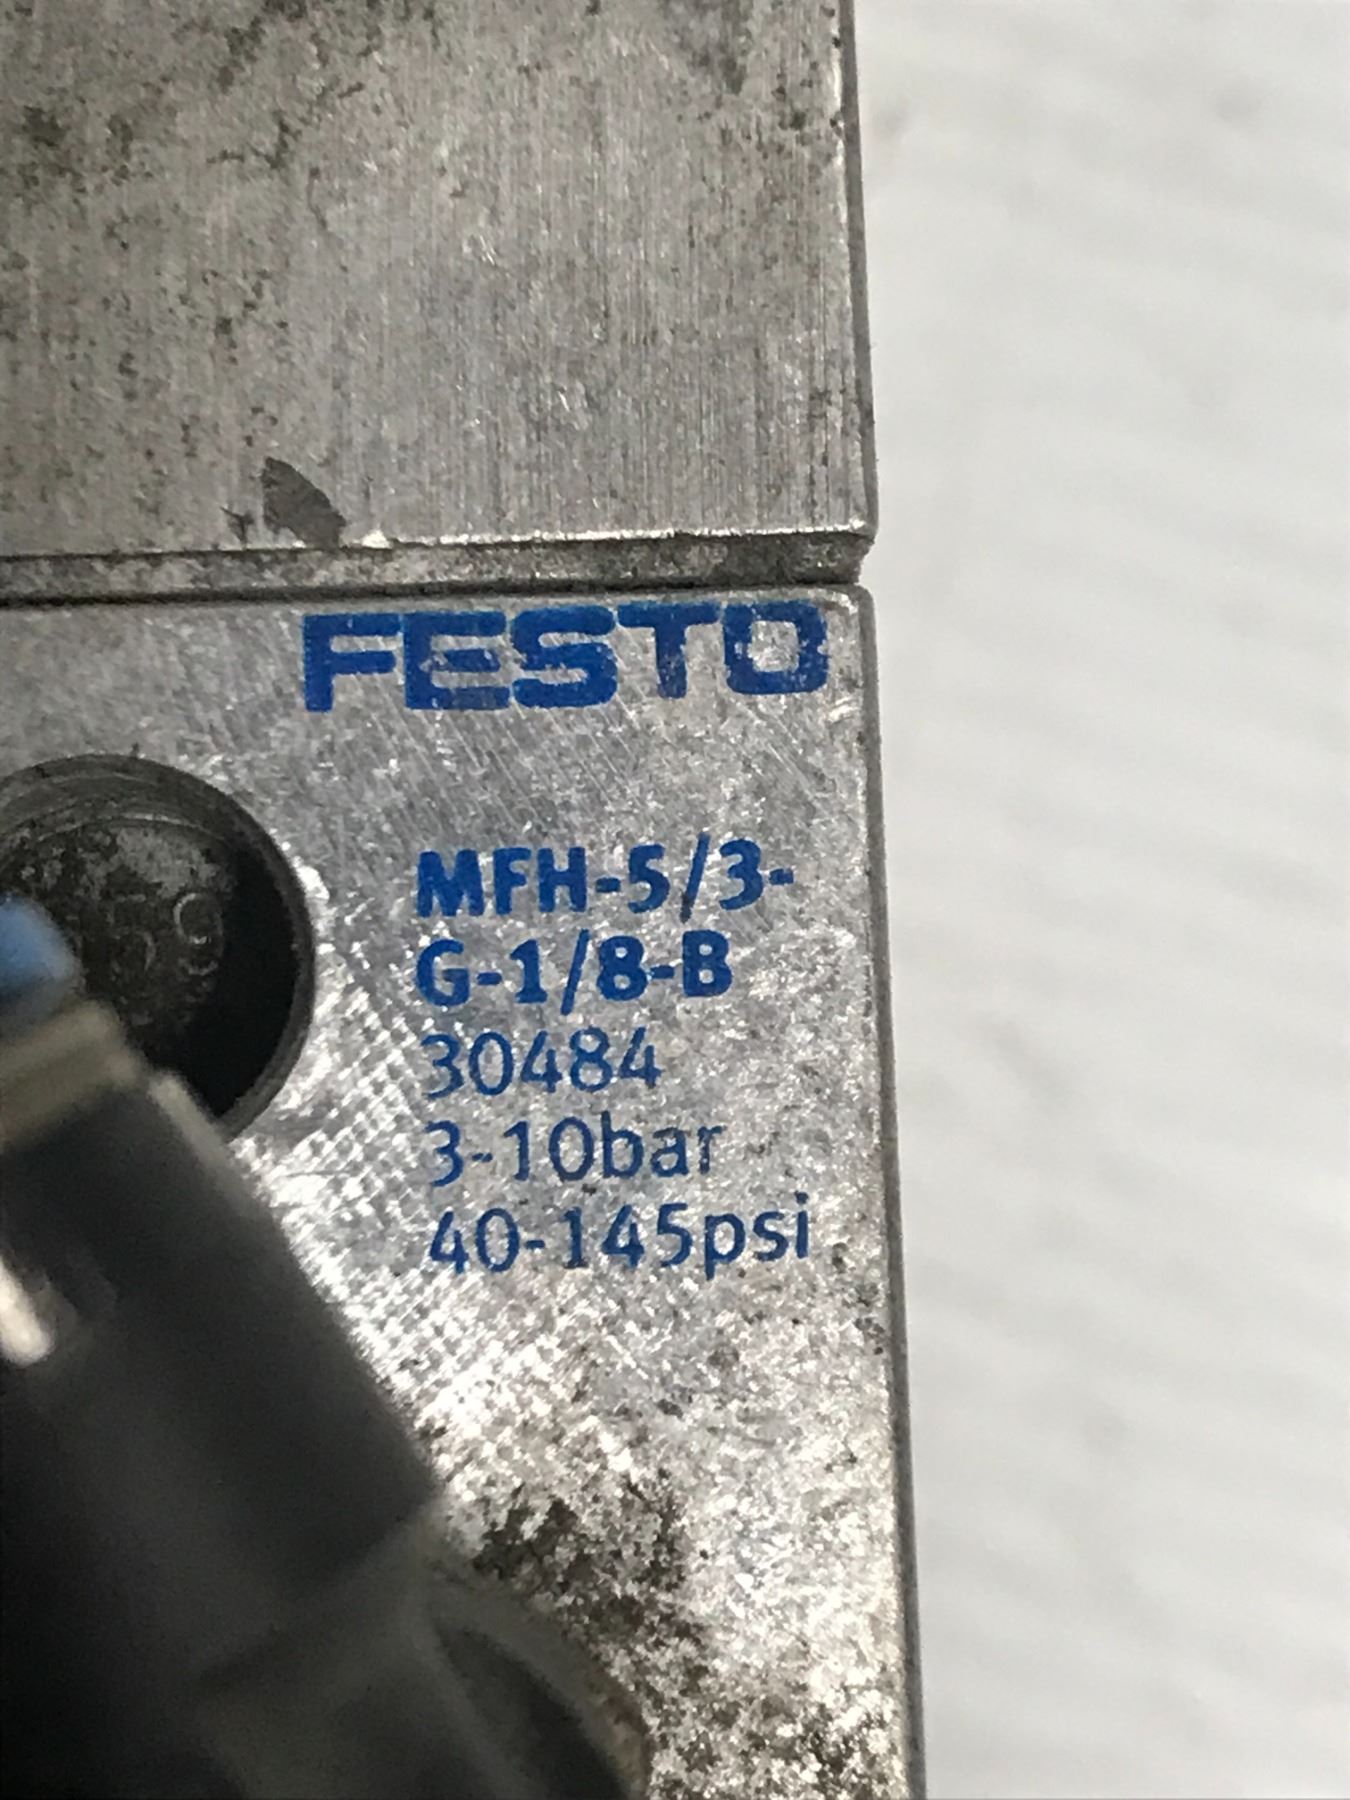 FESTO
MFH-5/3-
G-1/8-B
30484
3-10bar
40-145psi